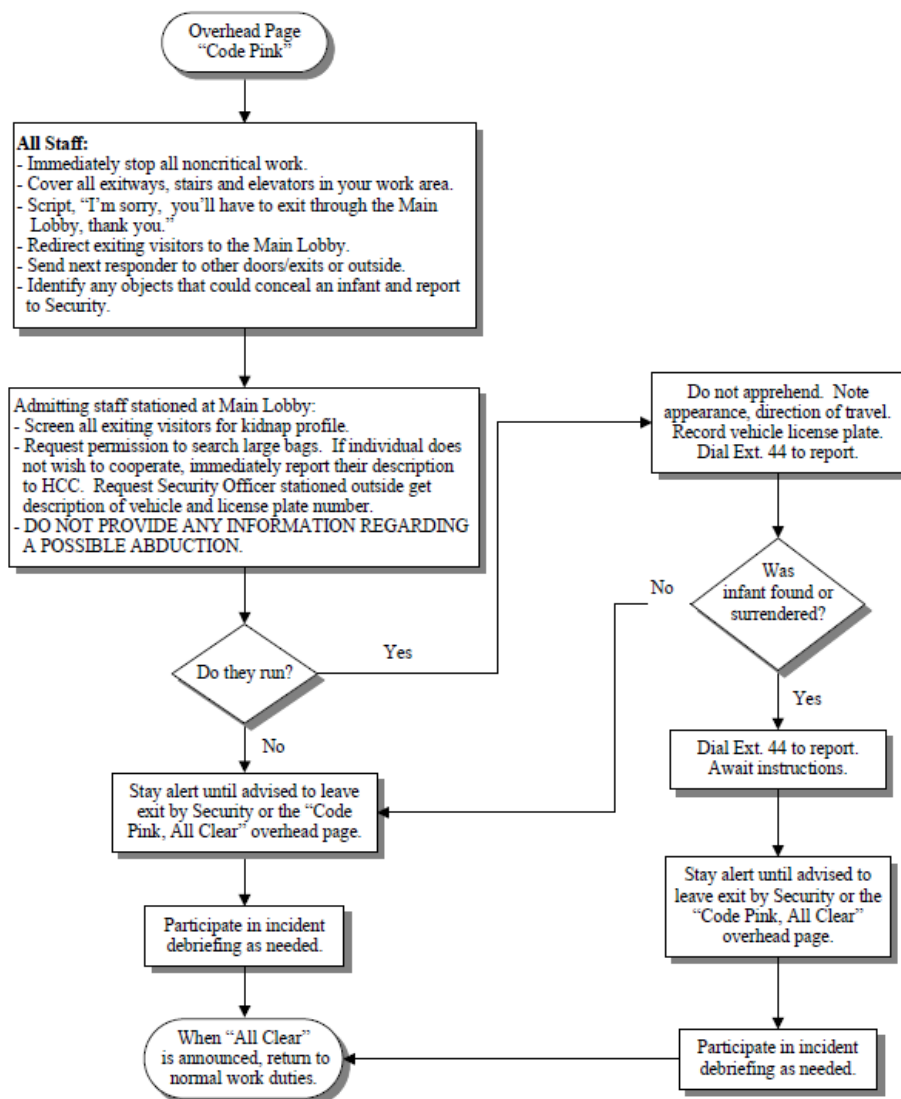 Overhead Page
“Code Pink”
All Staff:
- Immediately stop all noncritical work.
- Cover all exitways, stairs and elevators in your work area.
- Script, “I’m sorry,  you’ll have to exit through the Main
Lobby, thank you.”
- Redirect exiting visitors to the Main Lobby.
- Send next responder to other doors/exits or outside.
- Identify any objects that could conceal an infant and report
to Security.
Admitting staff stationed at Main Lobby:
- Screen all exiting visitors for kidnap profile.
- Request permission to search large bags.  If individual does
not wish to cooperate, immediately report their description
to HCC.  Request Security Officer stationed outside get
description of vehicle and license plate number.
- DO NOT PROVIDE ANY INFORMATION REGARDING
A POSSIBLE ABDUCTION.
Do they run?
Yes
No
Do not apprehend.  Note
appearance, direction of travel.
Record vehicle license plate.
Dial Ext. 44 to report.
Was
infant found or
surrendered?
No
Yes
Dial Ext. 44 to report.
Await instructions.
Stay alert until advised to
leave exit by Security or the
“Code Pink, All Clear”
overhead page.
Participate in incident
debriefing as needed.
Stay alert until advised to leave
exit by Security or the “Code
Pink, All Clear” overhead page.
Participate in incident
debriefing as needed.
When “All Clear”
is announced, return to
normal work duties.